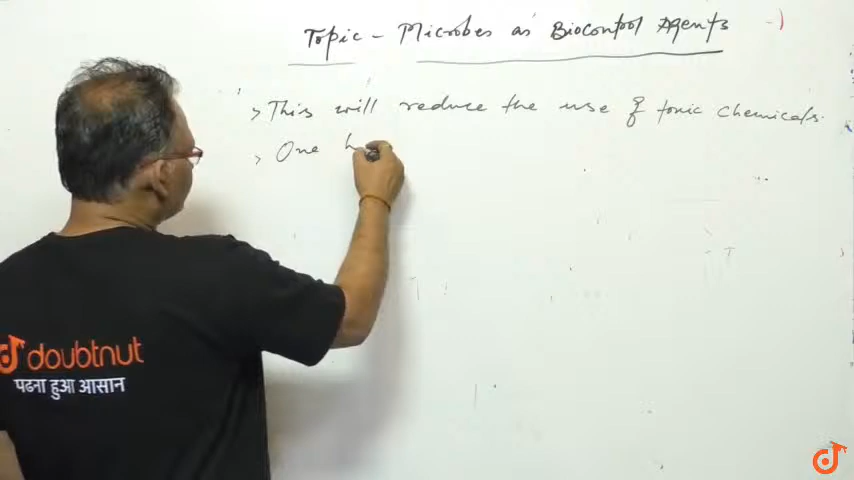 Topic - Microbes as Biocontrol Agents
> This will reduce the use of toxic chemicals.
> One h
doubtnut
पढना हुआ आसान